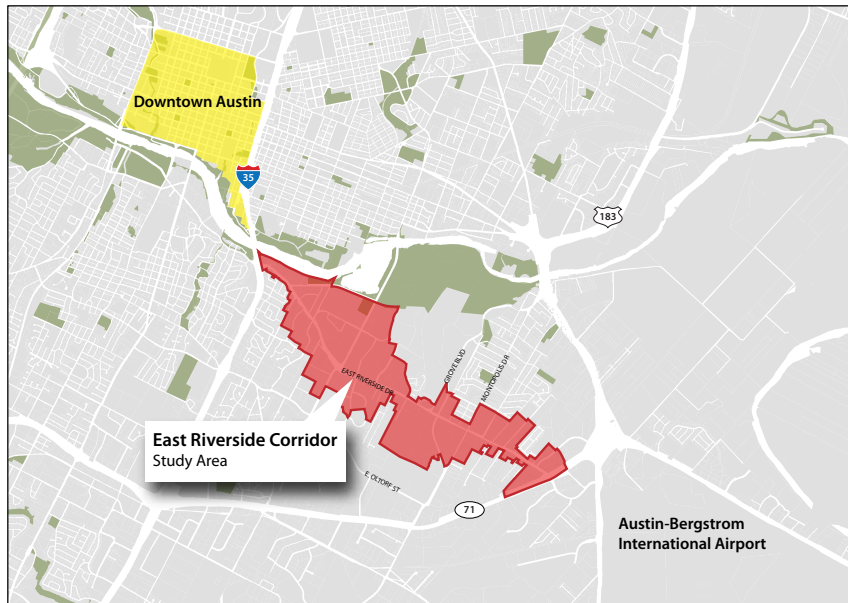 Downtown Austin
35
183
GROVE BLVD
MONTOPOLIS DR
EAST RIVERSIDE DR
East Riverside Corridor
Study Area
E. OLTORF ST
71
Austin-Bergstrom
International Airport